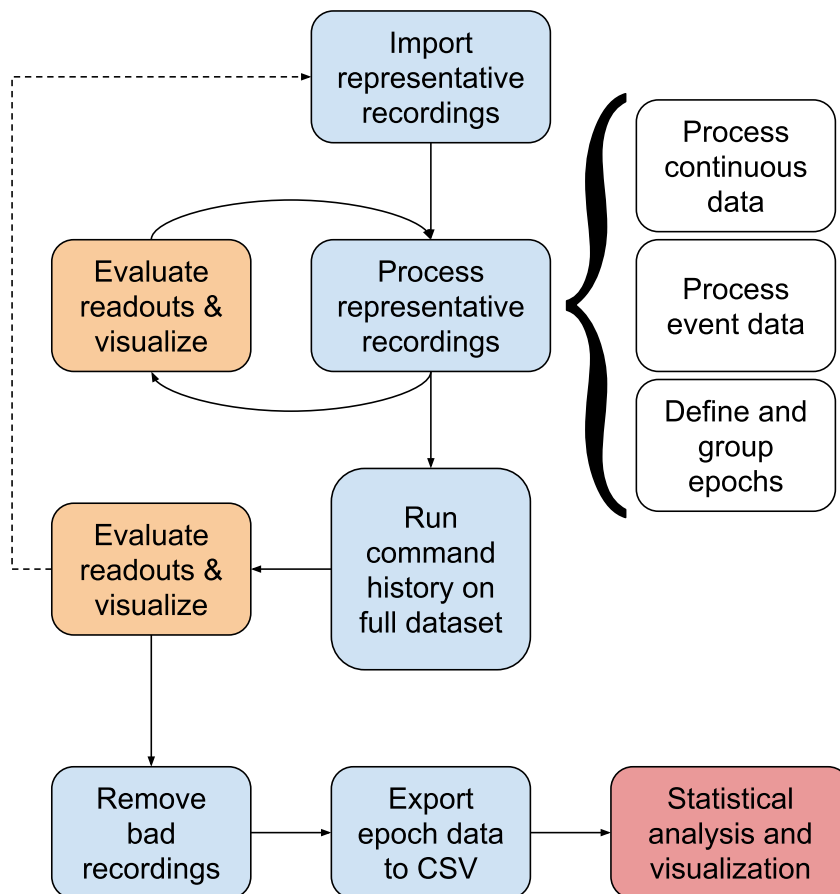 Import
representative
recordings
Process
continuous
data
Evaluate
readouts &
visualize
Process
representative
recordings
Process
event data
Define and
group
epochs
Evaluate
readouts &
visualize
Run
command
history on
full dataset
Remove
bad
recordings
Export
epoch data
to CSV
Statistical
analysis and
visualization